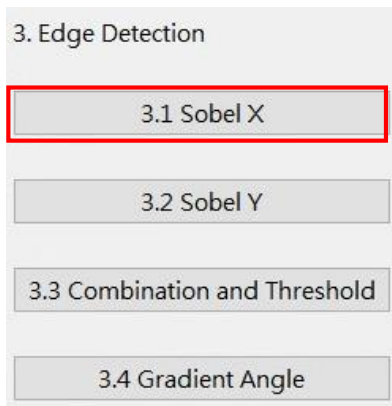 3. Edge Detection
3.1 Sobel X
3.2 Sobel Y
3.3 Combination and Threshold
3.4 Gradient Angle